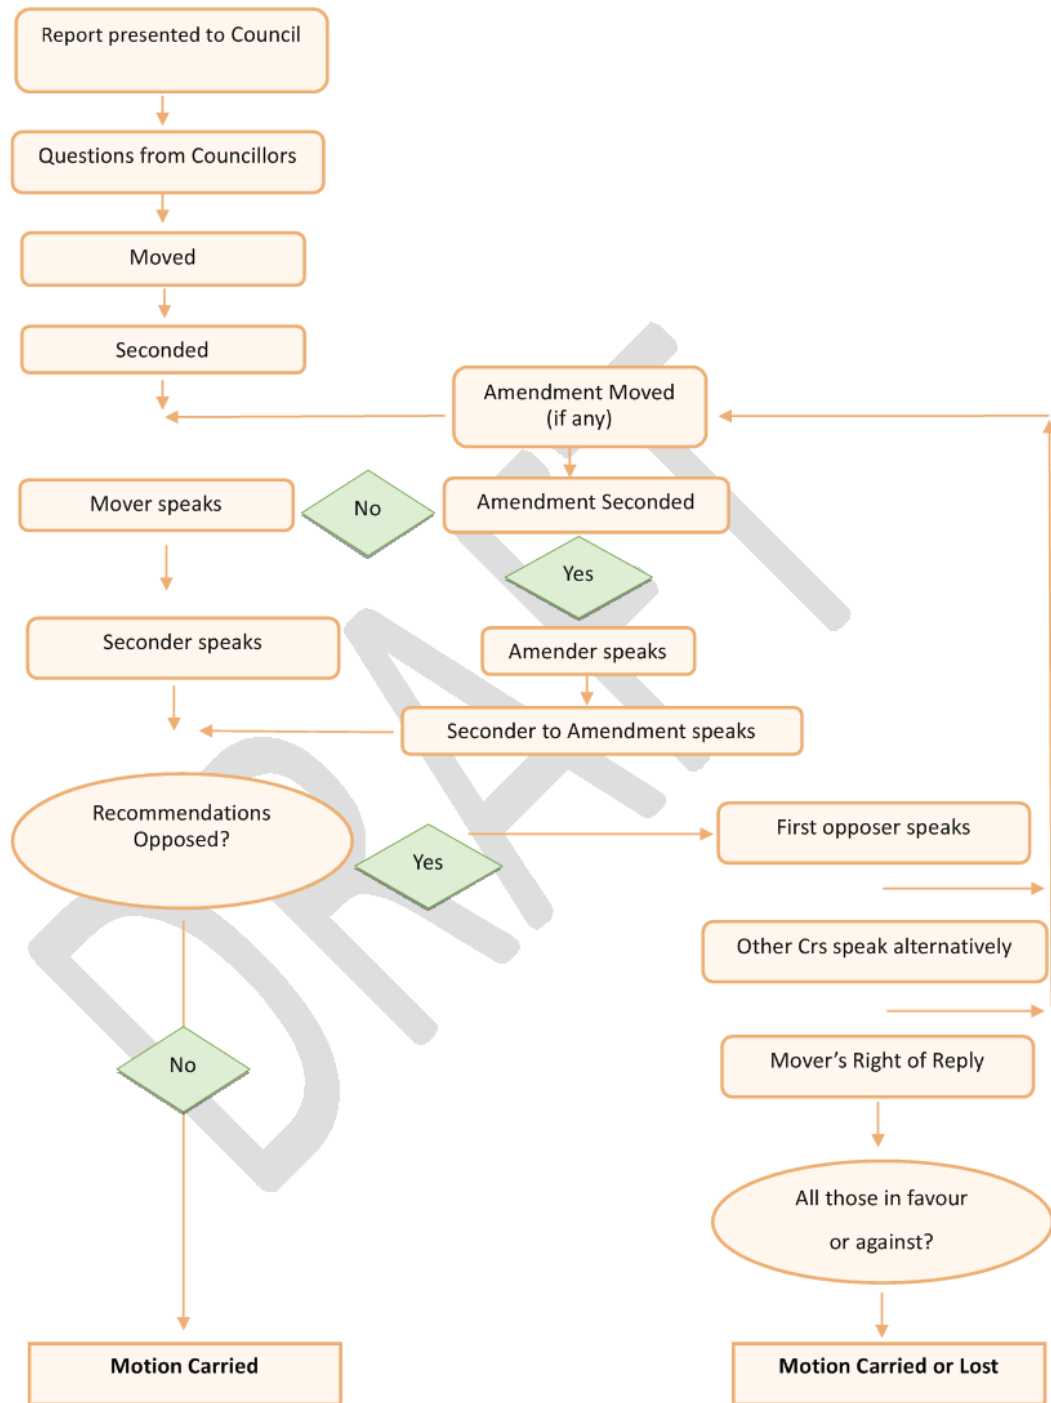 Report presented to Council
Questions from Councillors
Moved
Seconded
Amendment Moved
(if any)
Mover speaks
No
Amendment Seconded
Yes
Seconder speaks
Amender speaks
Seconder to Amendment speaks
Recommendations
Opposed?
Yes
First opposer speaks
Other Crs speak alternatively
No
Mover’s Right of Reply
All those in favour
or against?
Motion Carried
Motion Carried or Lost
DRAFT